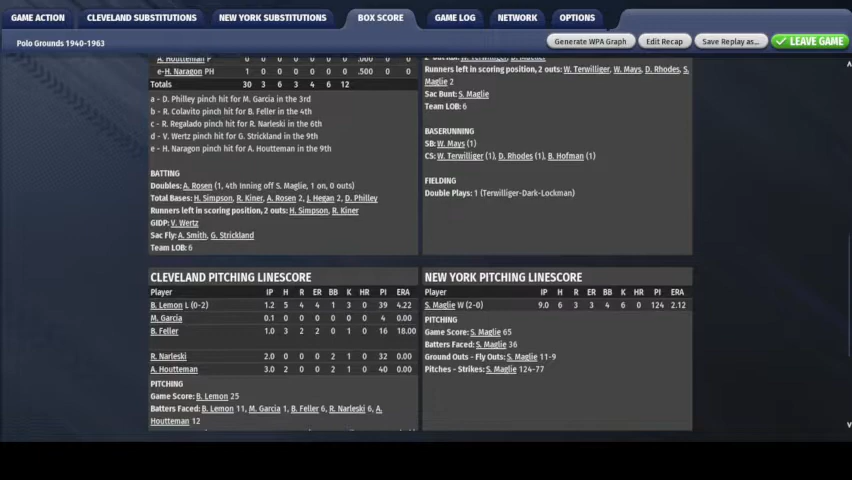 GAME ACTION CLEVELAND SUBSTITUTIONS NEW YORK SUBSTITUTIONS BOX SCORE GAME LOG NETWORK OPTIONS
Polo Grounds 1940-1963 Generate WPA Graph Edit Recap Save Replay as... LEAVE GAME
A. Houtteman P 0 0 0 0 0 0 .000 0 0
e-H. Naragon PH 1 0 0 0 0 0 .500 0 0
Totals 30 3 6 3 4 6 12
a - D. Philley pinch hit for M. Garcia in the 3rd
b - R. Colavito pinch hit for B. Feller in the 4th
c - R. Regalado pinch hit for R. Narleski in the 6th
d - V. Wertz pinch hit for G. Strickland in the 9th
e - H. Naragon pinch hit for A. Houtteman in the 9th
BATTING
Doubles: A. Rosen (1, 4th Inning off S. Maglie, 1 on, 0 outs)
Total Bases: H. Simpson, R. Kiner, A. Rosen 2, J. Hegan 2, D. Philley
Runners left in scoring position, 2 outs: H. Simpson, R. Kiner
GIDP: V. Wertz
Sac Fly: A. Smith, G. Strickland
Team LOB: 6
Runners left in scoring position, 2 outs: W. Terwilliger, W. Mays, D. Rhodes, S.
Maglie 2
Sac Bunt: S. Maglie
Team LOB: 6
BASERUNNING
SB: W. Mays (1)
CS: W. Terwilliger (1), D. Rhodes (1), B. Hofman (1)
FIELDING
Double Plays: 1 (Terwilliger-Dark-Lockman)
CLEVELAND PITCHING LINESCORE
Player IP H R ER BB K HR PI ERA
B. Lemon L (0-2) 1.2 5 4 4 1 3 0 39 4.22
M. Garcia 0.1 0 0 0 0 0 0 4 0.00
B. Feller 1.0 3 2 2 0 1 0 16 18.00
R. Narleski 2.0 0 0 0 2 1 0 32 0.00
A. Houtteman 3.0 2 0 0 2 1 0 40 0.00
PITCHING
Game Score: B. Lemon 25
Batters Faced: B. Lemon 11, M. Garcia 1, B. Feller 6, R. Narleski 6, A.
Houtteman 12
NEW YORK PITCHING LINESCORE
Player IP H R ER BB K HR PI ERA
S. Maglie W (2-0) 9.0 6 3 3 4 6 0 124 2.12
PITCHING
Game Score: S. Maglie 65
Batters Faced: S. Maglie 36
Ground Outs - Fly Outs: S. Maglie 11-9
Pitches - Strikes: S. Maglie 124-77